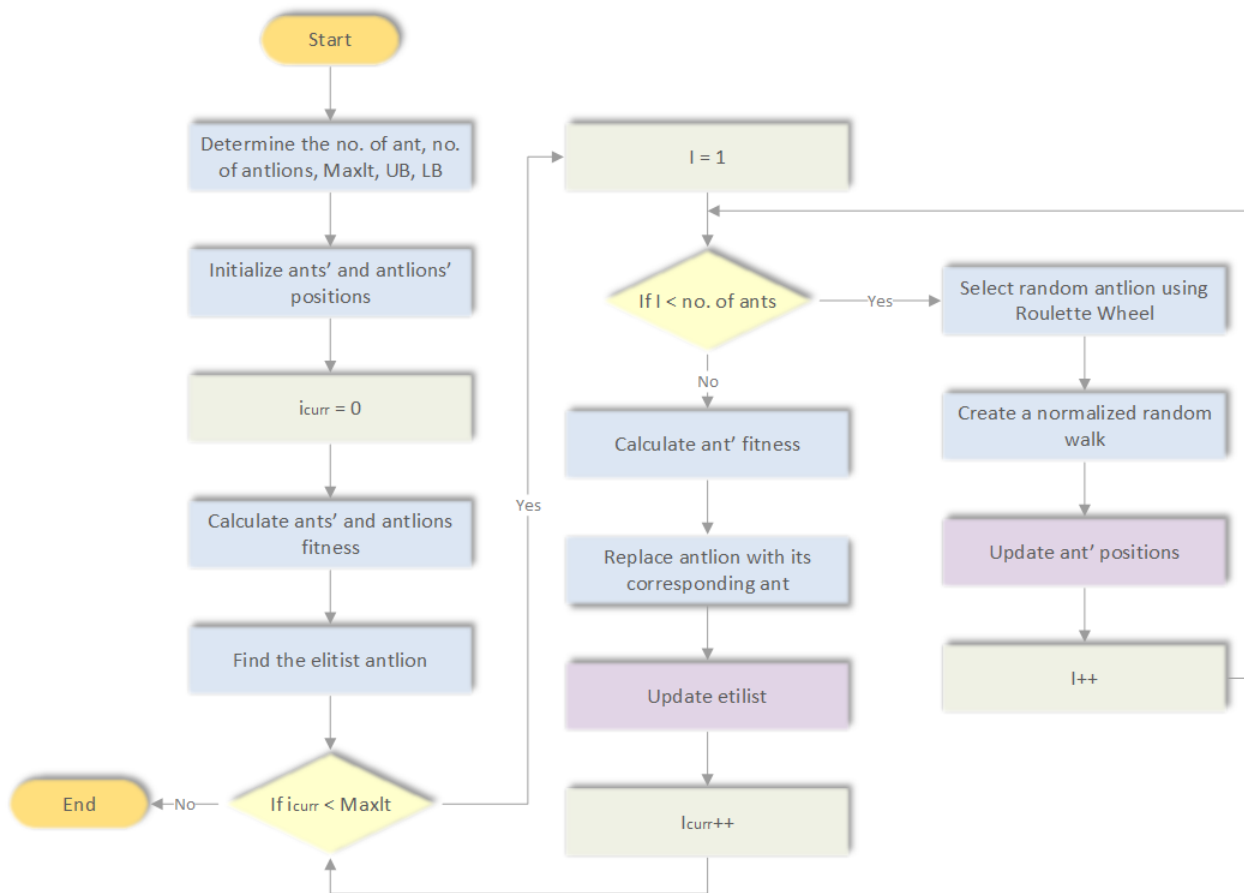 Start
Determine the no. of ant, no.
of antlions, MaxIt, UB, LB
Initialize ants’ and antlions’
positions
icurr = 0
Calculate ants’ and antlions
fitness
Find the elitist antlion
If icurr < MaxIt
No
End
Yes
I = 1
If I < no. of ants
Yes
No
Calculate ant’ fitness
Replace antlion with its
corresponding ant
Update etilist
Icurr++
Select random antlion using
Roulette Wheel
Create a normalized random
walk
Update ant’ positions
I++